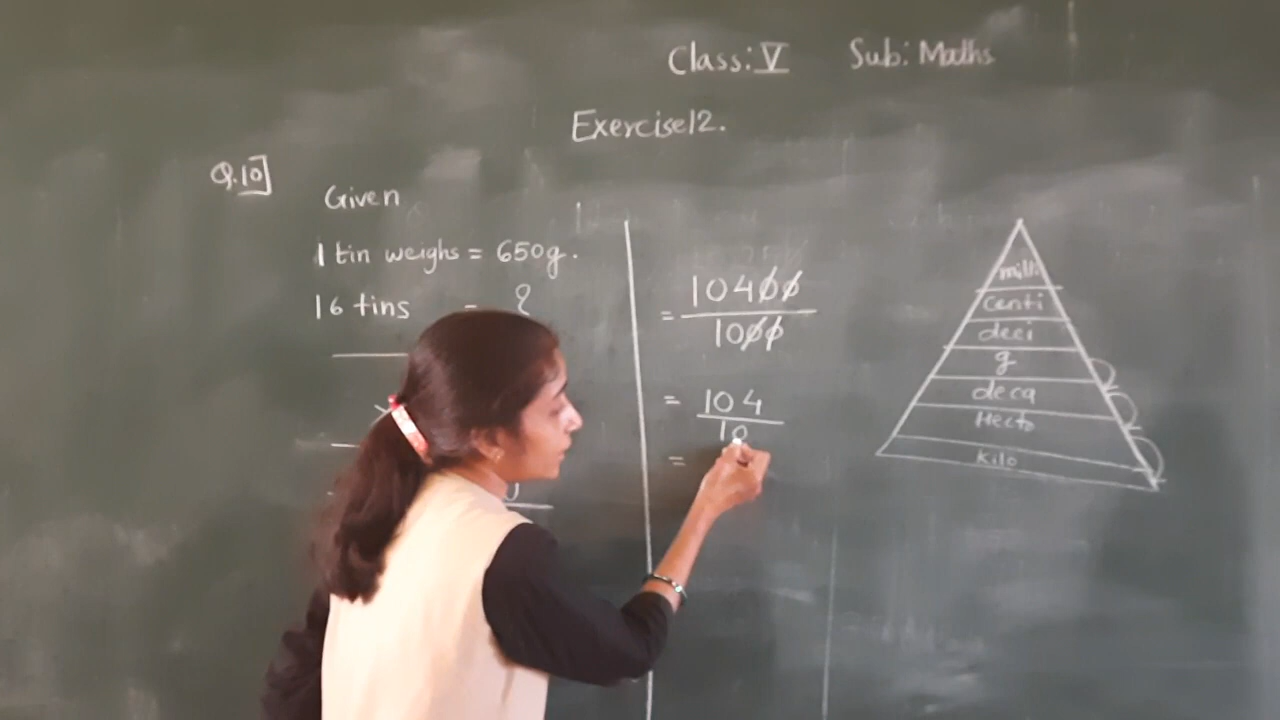 Class: V Sub: Maths
Exercise 12.
Q.10]
Given
1 tin weighs = 650g.
16 tins = ?
= 10400
1000
= 104
10
=
milli
centi
deci
g
deca
Hecto
kilo